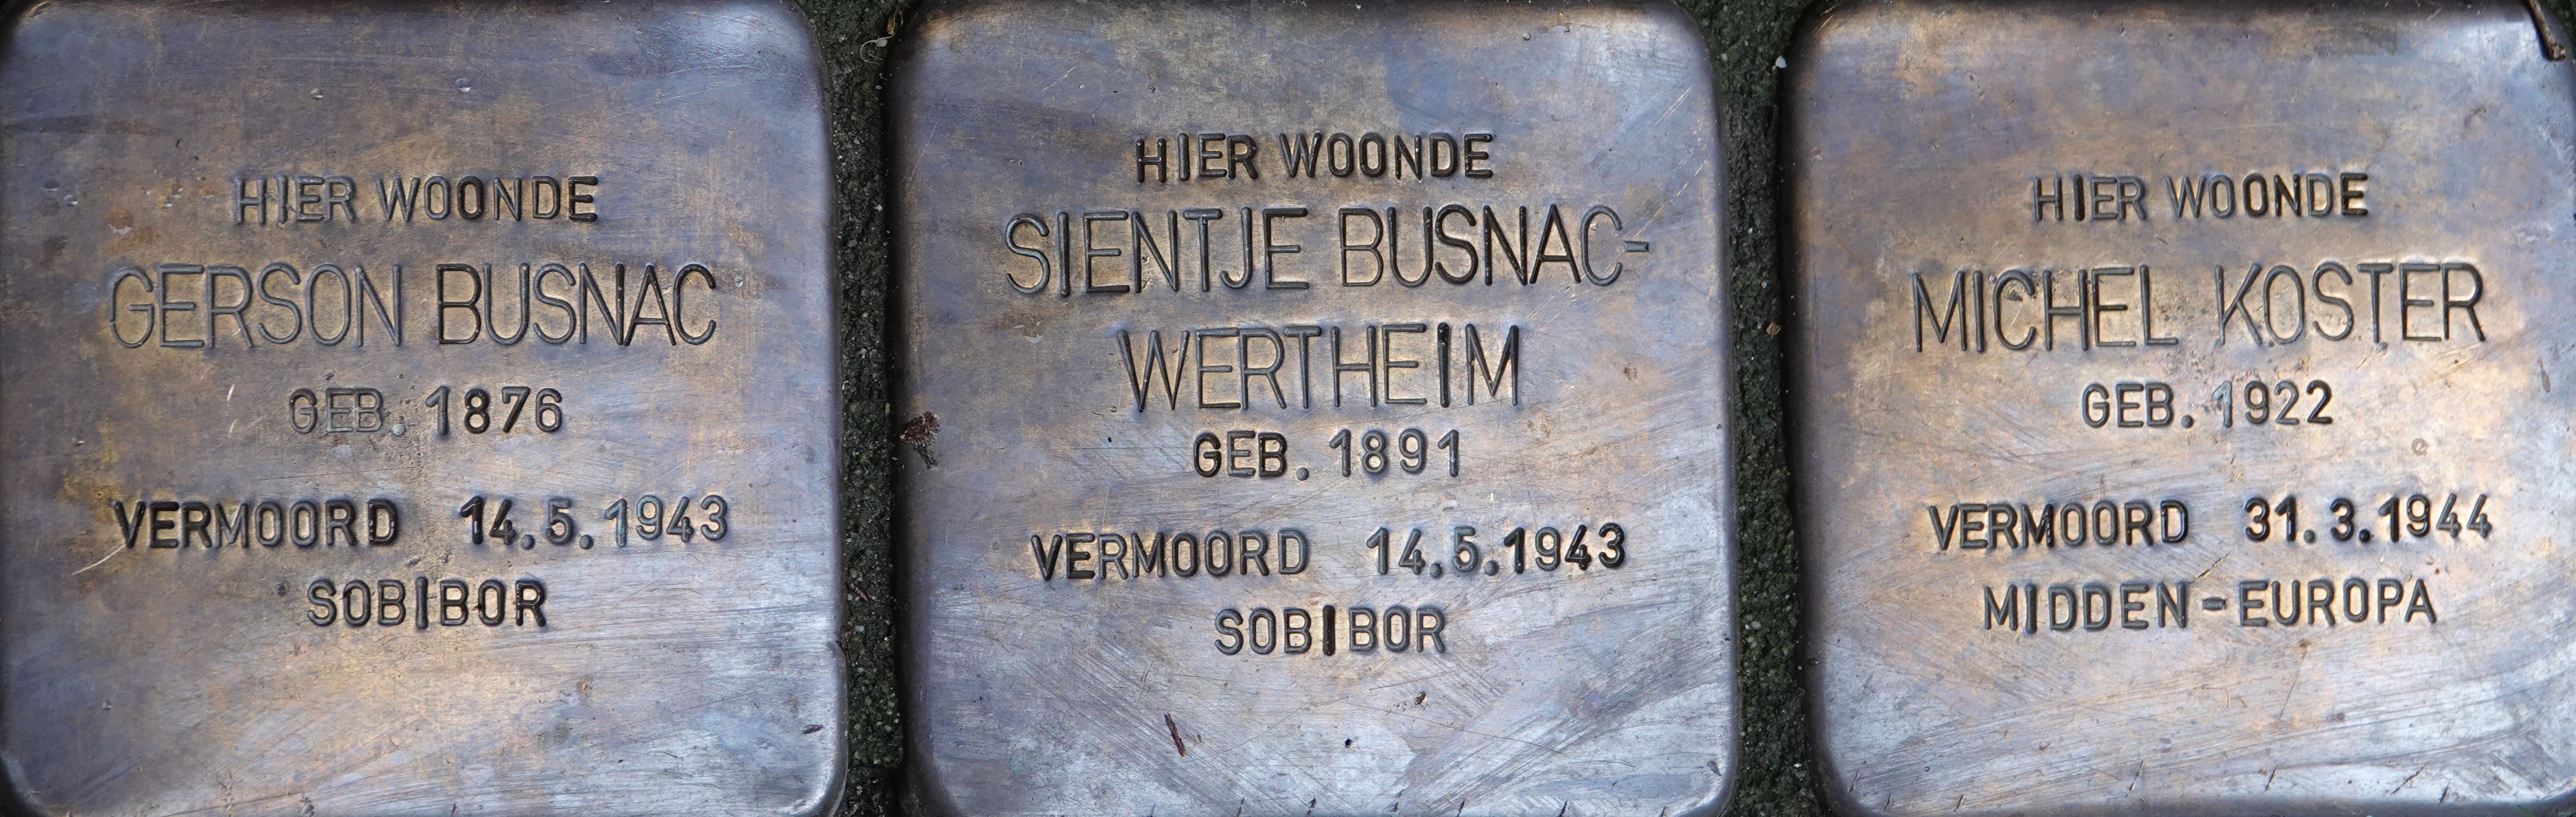 HIER WOONDE
GERSON BUSNAC
GEB. 1876
VERMOORD 14.5.1943
SOBIBOR
HIER WOONDE
SIENTJE BUSNAC-
WERTHEIM
GEB. 1891
VERMOORD 14.5.1943
SOBIBOR
HIER WOONDE
MICHEL KOSTER
GEB. 1922
VERMOORD 31.3.1944
MIDDEN-EUROPA